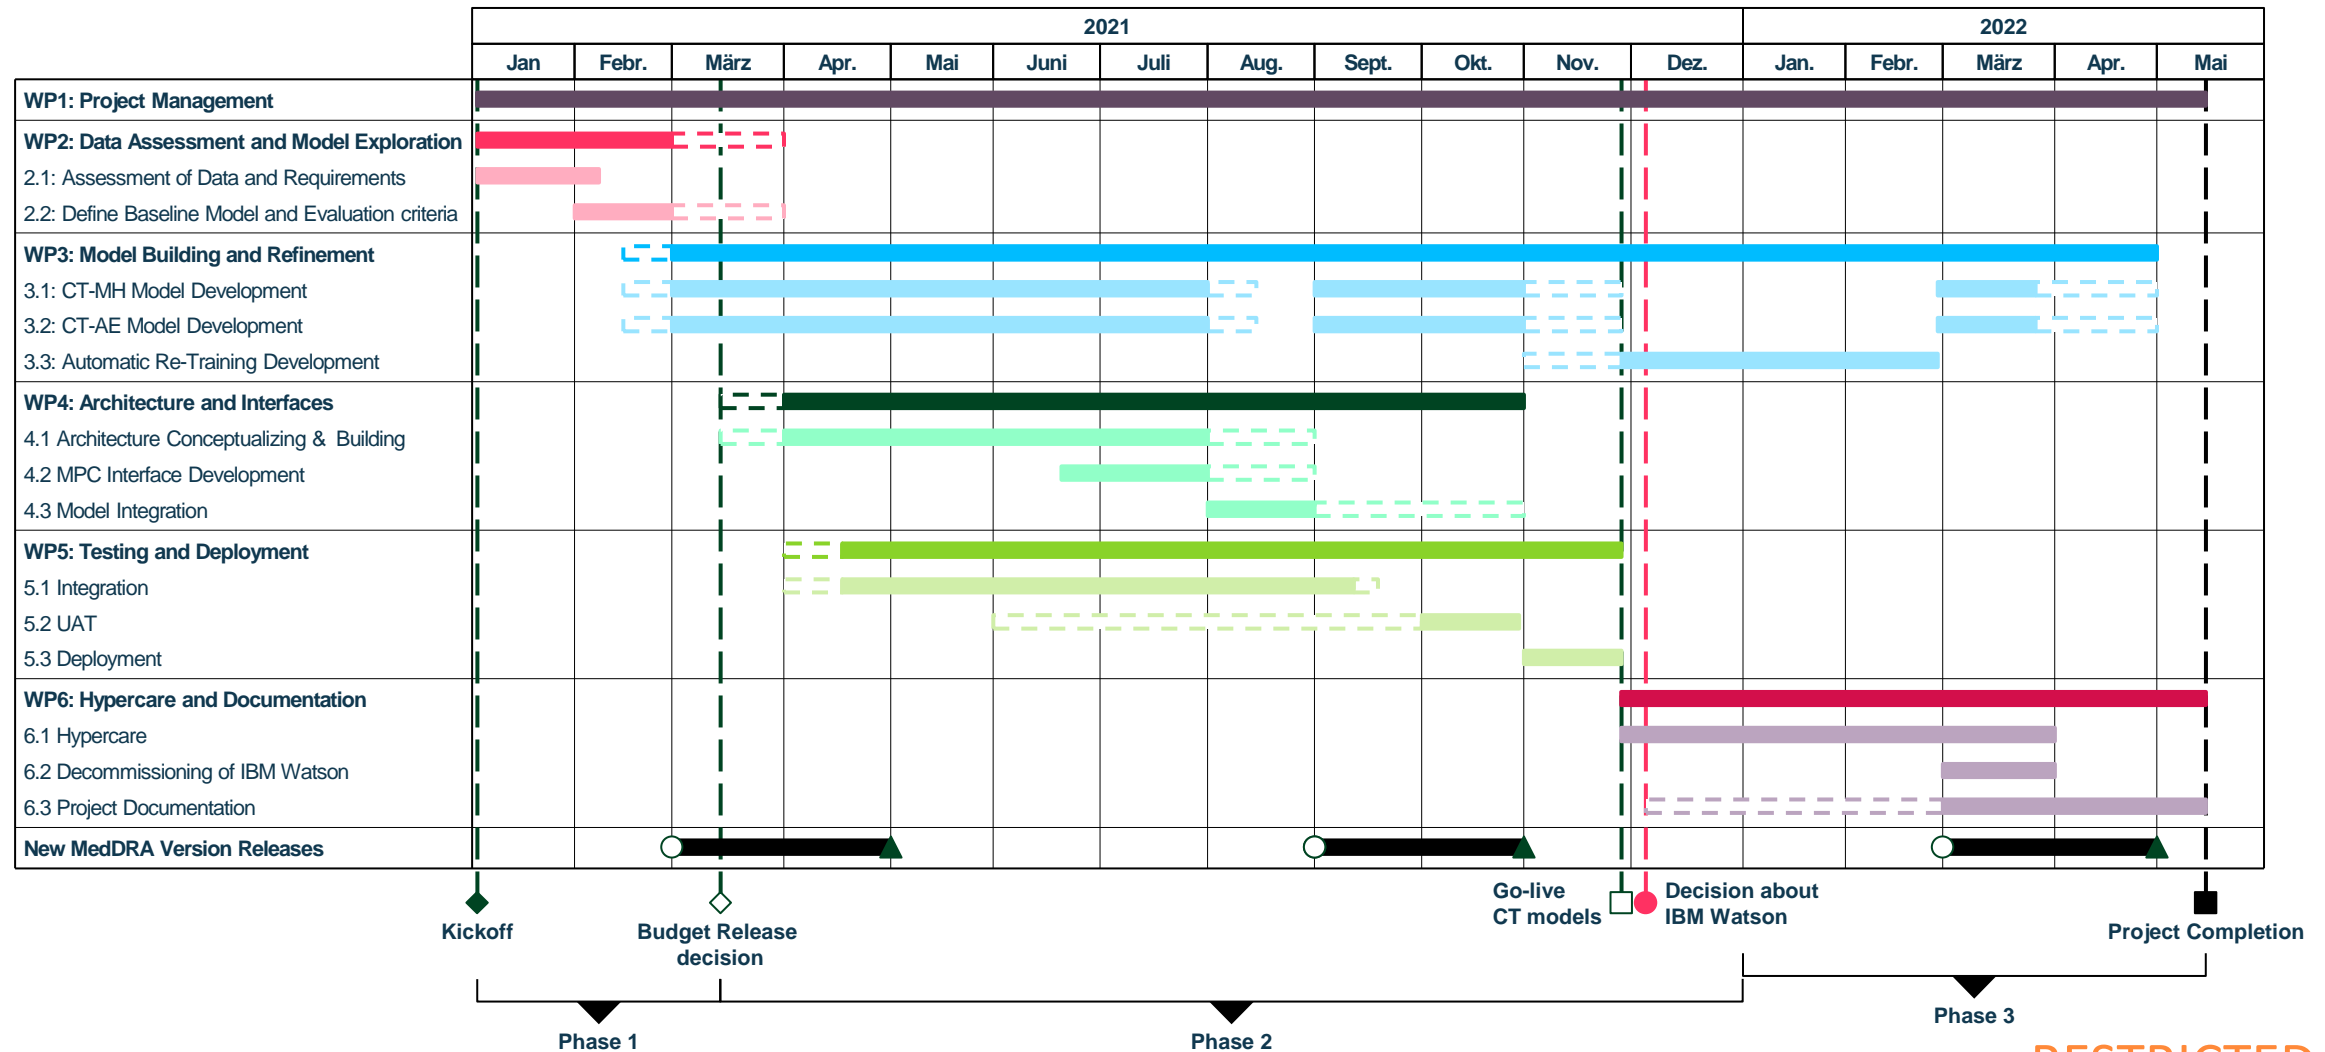 2021
2022
Jan
Febr.
März
Apr.
Mai
Juni
Juli
Aug.
Sept.
Okt.
Nov.
Dez.
Jan.
Febr.
März
Apr.
Mai
WP1: Project Management
WP2: Data Assessment and Model Exploration
2.1: Assessment of Data and Requirements
2.2: Define Baseline Model and Evaluation criteria
WP3: Model Building and Refinement
3.1: CT-MH Model Development
3.2: CT-AE Model Development
3.3: Automatic Re-Training Development
WP4: Architecture and Interfaces
4.1 Architecture Conceptualizing & Building
4.2 MPC Interface Development
4.3 Model Integration
WP5: Testing and Deployment
5.1 Integration
5.2 UAT
5.3 Deployment
WP6: Hypercare and Documentation
6.1 Hypercare
6.2 Decommissioning of IBM Watson
6.3 Project Documentation
New MedDRA Version Releases
Kickoff
Budget Release
decision
Go-live
CT models
Decision about
IBM Watson
Project Completion
Phase 1
Phase 2
Phase 3
RESTRICTED